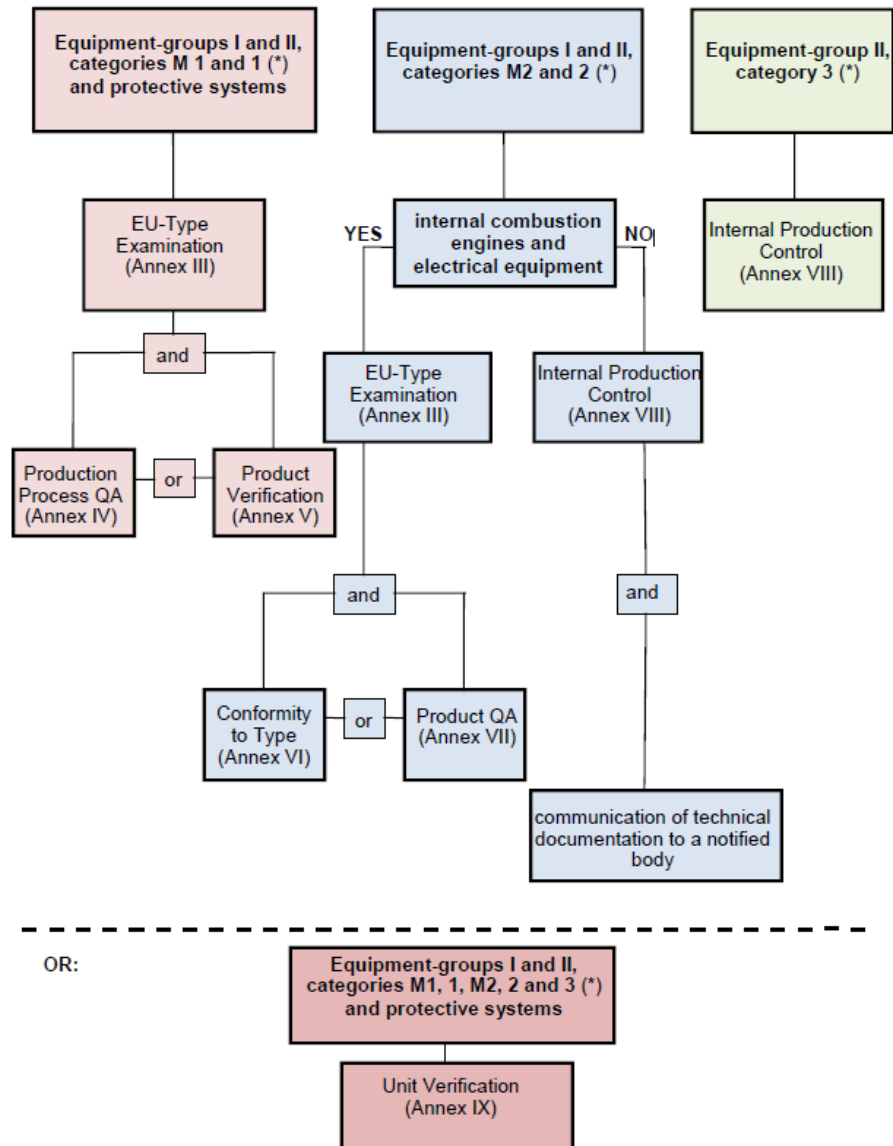 Equipment-groups I and II,
categories M 1 and 1 (*)
and protective systems
Equipment-groups I and II,
categories M2 and 2 (*)
Equipment-group II,
category 3 (*)
EU-Type
Examination
(Annex III)
YES
internal combustion
engines and
electrical equipment
NO
Internal Production
Control
(Annex VIII)
and
Production
Process QA
(Annex IV)
or
Product
Verification
(Annex V)
EU-Type
Examination
(Annex III)
Internal Production
Control
(Annex VIII)
and
and
Conformity
to Type
(Annex VI)
or
Product QA
(Annex VII)
communication of technical
documentation to a notified
body
OR:
Equipment-groups I and II,
categories M1, 1, M2, 2 and 3 (*)
and protective systems
Unit Verification
(Annex IX)